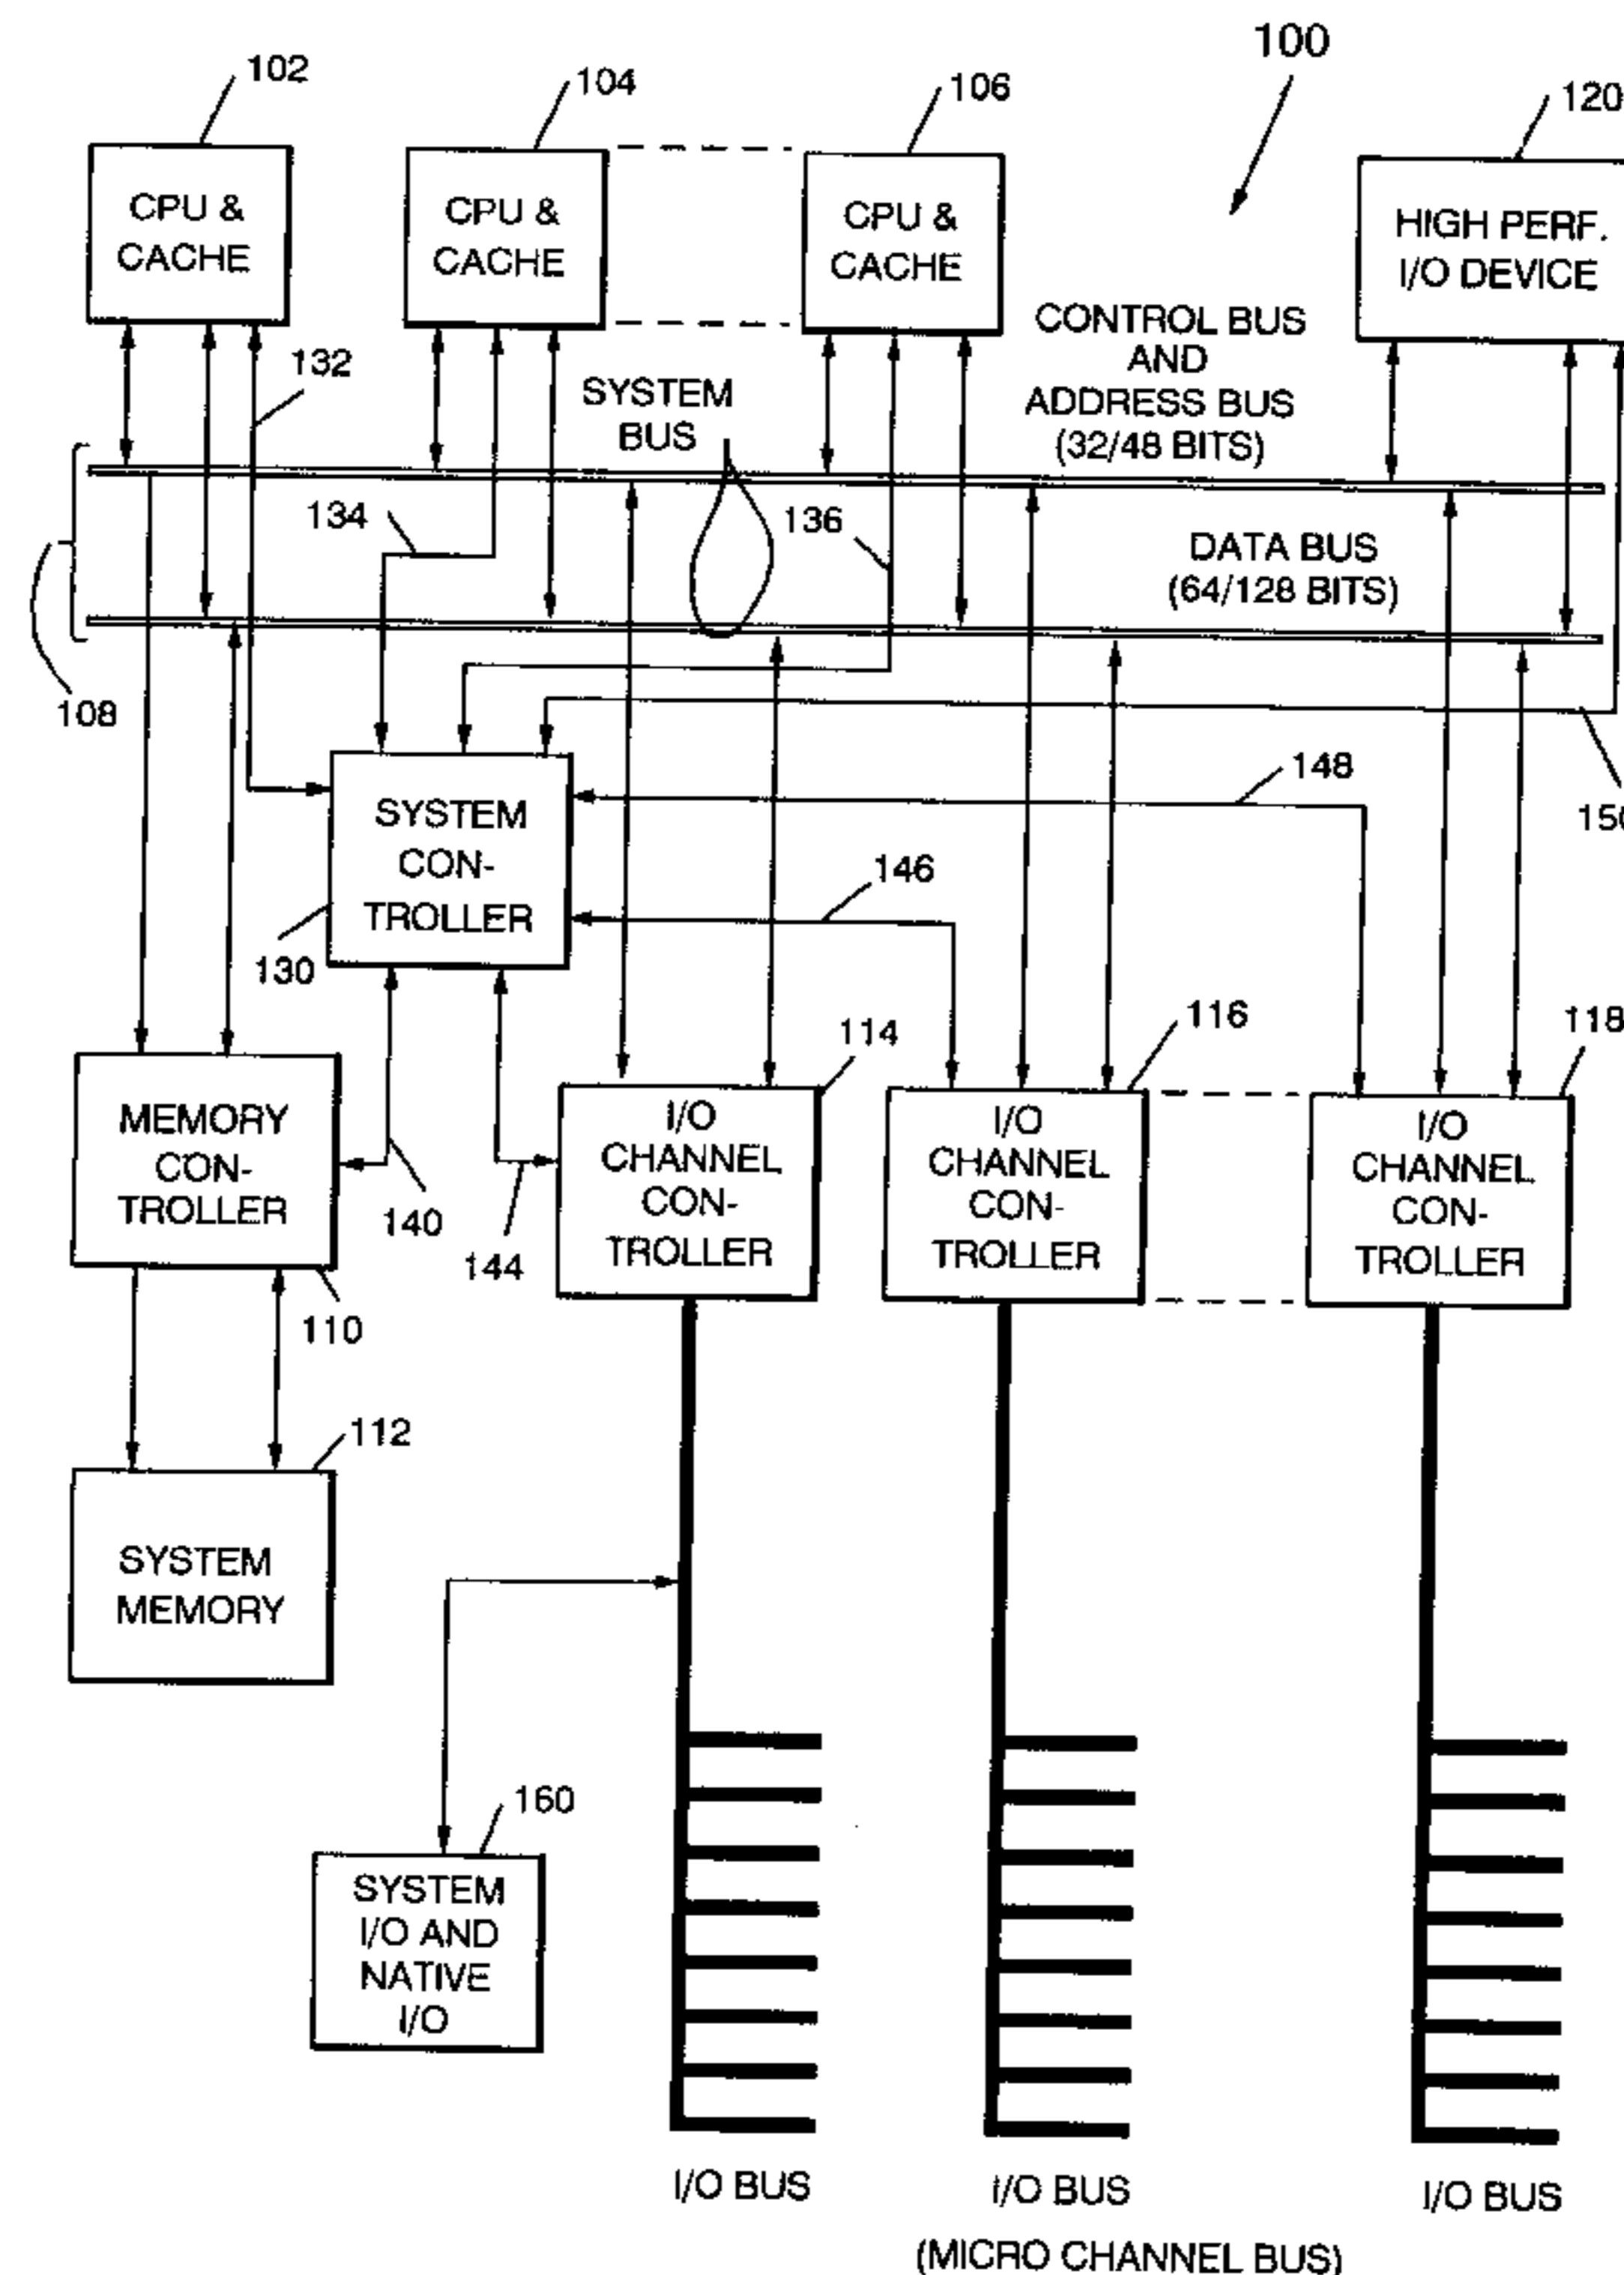 100
102
104
106
120
CPU &
CACHE
CPU &
CACHE
CPU &
CACHE
HIGH PERF.
I/O DEVICE
132
SYSTEM
BUS
CONTROL BUS
AND
ADDRESS BUS
(32/48 BITS)
134
136
DATA BUS
(64/128 BITS)
108
148
SYSTEM
CON-
TROLLER
146
130
114
116
118
MEMORY
CON-
TROLLER
I/O
CHANNEL
CON-
TROLLER
I/O
CHANNEL
CON-
TROLLER
I/O
CHANNEL
CON-
TROLLER
140
144
110
112
SYSTEM
MEMORY
160
SYSTEM
I/O AND
NATIVE
I/O
I/O BUS
I/O BUS
I/O BUS
(MICRO CHANNEL BUS)